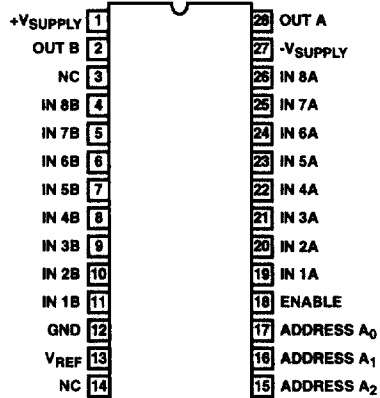 +VSUPPLY 1 28 OUT A
OUT B 2 27 -VSUPPLY
NC 3 26 IN 8A
IN 8B 4 25 IN 7A
IN 7B 5 24 IN 6A
IN 6B 6 23 IN 5A
IN 5B 7 22 IN 4A
IN 4B 8 21 IN 3A
IN 3B 9 20 IN 2A
IN 2B 10 19 IN 1A
IN 1B 11 18 ENABLE
GND 12 17 ADDRESS A0
VREF 13 16 ADDRESS A1
NC 14 15 ADDRESS A2